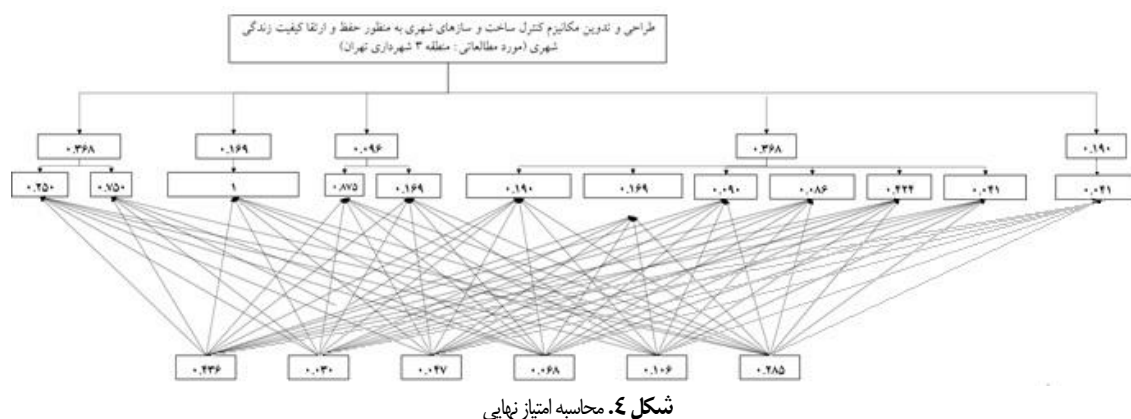 طراحی و تدوین مکانیزم کنترل ساخت و سازهای شهری به منظور حفظ و ارتقا کیفیت زندگی
شهری (مورد مطالعاتی: منطقه ۳ شهرداری تهران)
۰.۳۶۸ ۰.۱۶۹ ۰.۰۹۶ ۰.۳۶۸ ۰.۱۹۰
۰.۲۵۰ ۰.۷۵۰ ۱ ۰.۸۷۵ ۰.۱۶۹ ۰.۱۹۰ ۰.۱۶۹ ۰.۰۹۰ ۰.۰۸۶ ۰.۴۲۴ ۰.۰۴۱ ۰.۰۴۱
۰.۴۳۶ ۰.۰۳۰ ۰.۰۴۷ ۰.۰۶۸ ۰.۱۰۶ ۰.۲۸۵
شکل ٤. محاسبه امتیاز نهایی